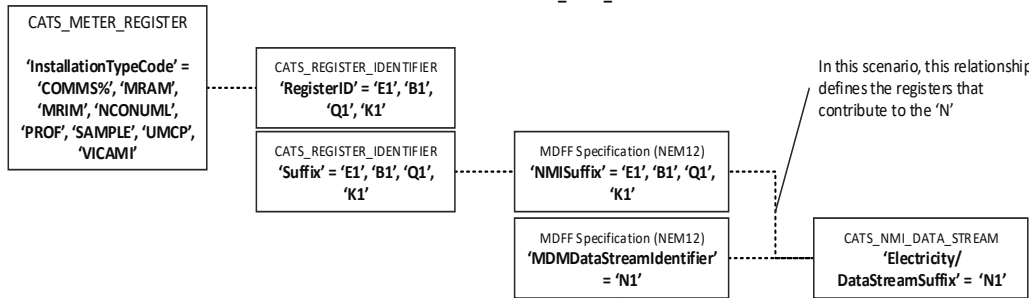 CATS_METER_REGISTER
‘InstallationTypeCode’ =
‘COMMS%’, ‘MRAM’,
‘MRIM’, ‘NCONUML’,
‘PROF’, ‘SAMPLE’, ‘UMCP’,
‘VICAMI’
CATS_REGISTER_IDENTIFIER
‘RegisterID’ = ‘E1’, ‘B1’,
‘Q1’, ‘K1’
CATS_REGISTER_IDENTIFIER
‘Suffix’ = ‘E1’, ‘B1’, ‘Q1’,
‘K1’
MDFF Specification (NEM12)
‘NMISuffix’ = ‘E1’, ‘B1’, ‘Q1’,
‘K1’
MDFF Specification (NEM12)
‘MDMDataStreamIdentifier’
= ‘N1’
In this scenario, this relationship
defines the registers that
contribute to the ‘N’
CATS_NMI_DATA_STREAM
‘Electricity/
DataStreamSuffix’ = ‘N1’